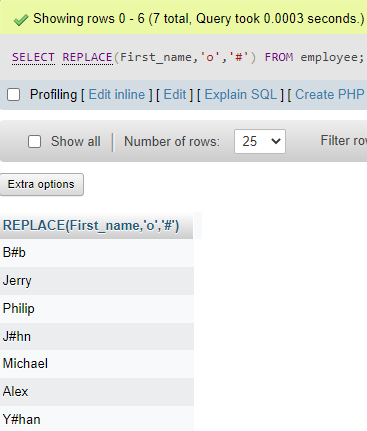 Showing rows 0 - 6 (7 total, Query took 0.0003 seconds.)
SELECT REPLACE(First_name,'o','#') FROM employee;
Profiling [ Edit inline ] [ Edit ] [ Explain SQL ] [ Create PHP
Show all Number of rows: 25 Filter row
Extra options
REPLACE(First_name,'o','#')
B#b
Jerry
Philip
J#hn
Michael
Alex
Y#han